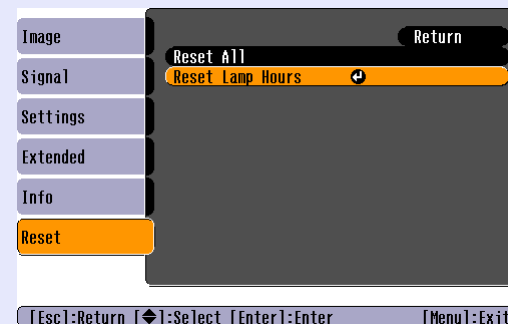 Image
Signal
Settings
Extended
Info
Reset
Return
Reset All
Reset Lamp Hours
[Esc]:Return [◆]:Select [Enter]:Enter [Menu]:Exit